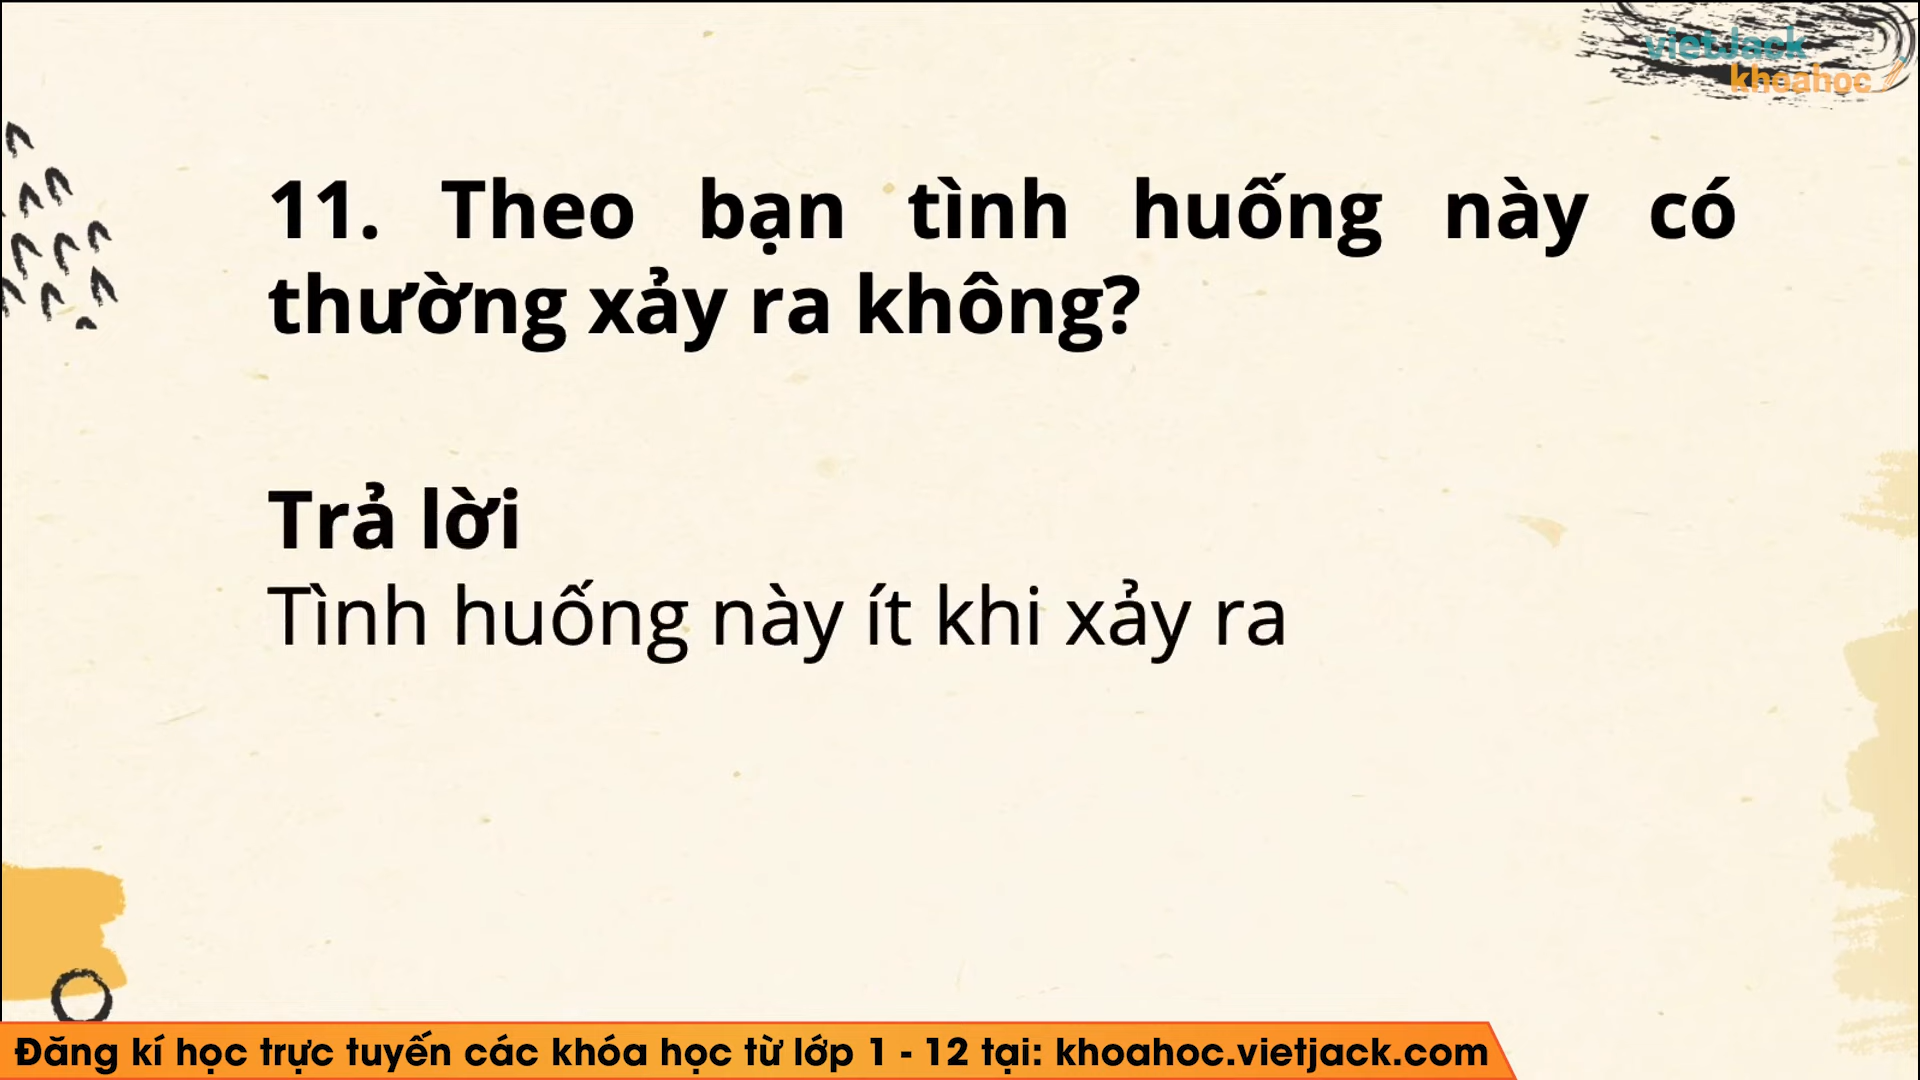 vietJack
khoahoc
11. Theo bạn tình huống này có
thường xảy ra không?
Trả lời
Tình huống này ít khi xảy ra
Đăng kí học trực tuyến các khóa học từ lớp 1 - 12 tại: khoahoc.vietjack.com